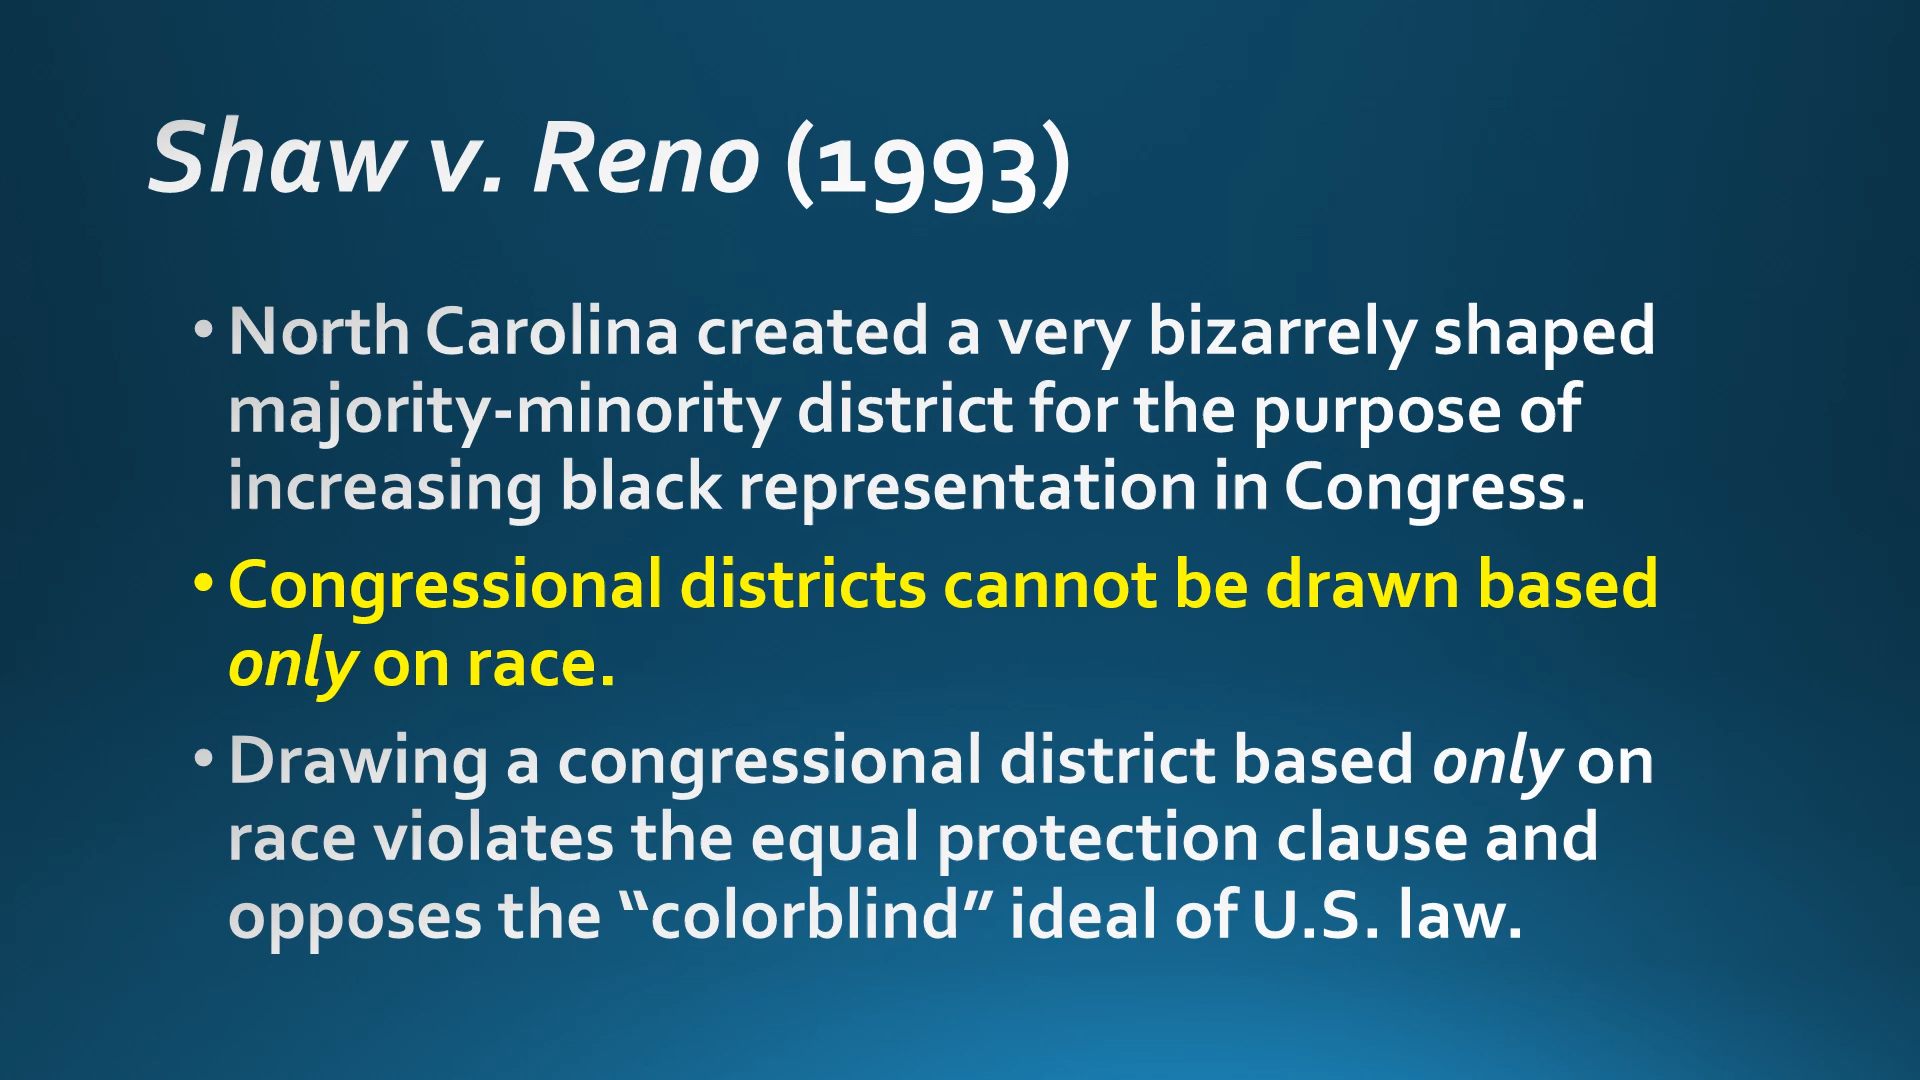 Shaw v. Reno (1993)
• North Carolina created a very bizarrely shaped
majority-minority district for the purpose of
increasing black representation in Congress.
• Congressional districts cannot be drawn based
only on race.
• Drawing a congressional district based only on
race violates the equal protection clause and
opposes the “colorblind” ideal of U.S. law.